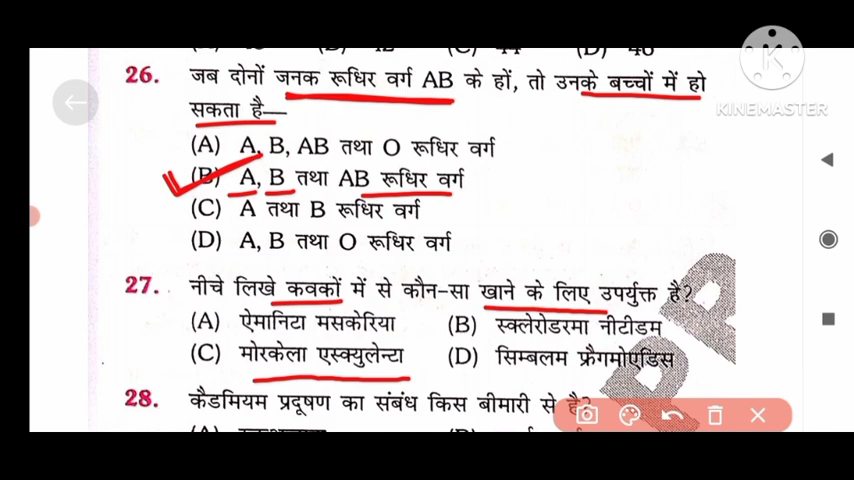 26. जब दोनों जनक रूधिर वर्ग AB के हों, तो उनके बच्चों में हो
सकता है—
(A) A, B, AB तथा O रूधिर वर्ग
(B) A, B तथा AB रूधिर वर्ग
(C) A तथा B रूधिर वर्ग
(D) A, B तथा O रूधिर वर्ग
27. नीचे लिखे कवकों में से कौन-सा खाने के लिए उपर्युक्त है?
(A) ऐमानिटा मसकेरिया (B) स्क्लेरोडरमा नीटीडम
(C) मोरकेला एस्क्युलेन्टा (D) सिम्बलम फ्रैगमोएडिस
28. कैडमियम प्रदूषण का संबंध किस बीमारी से है?
KINEMASTER